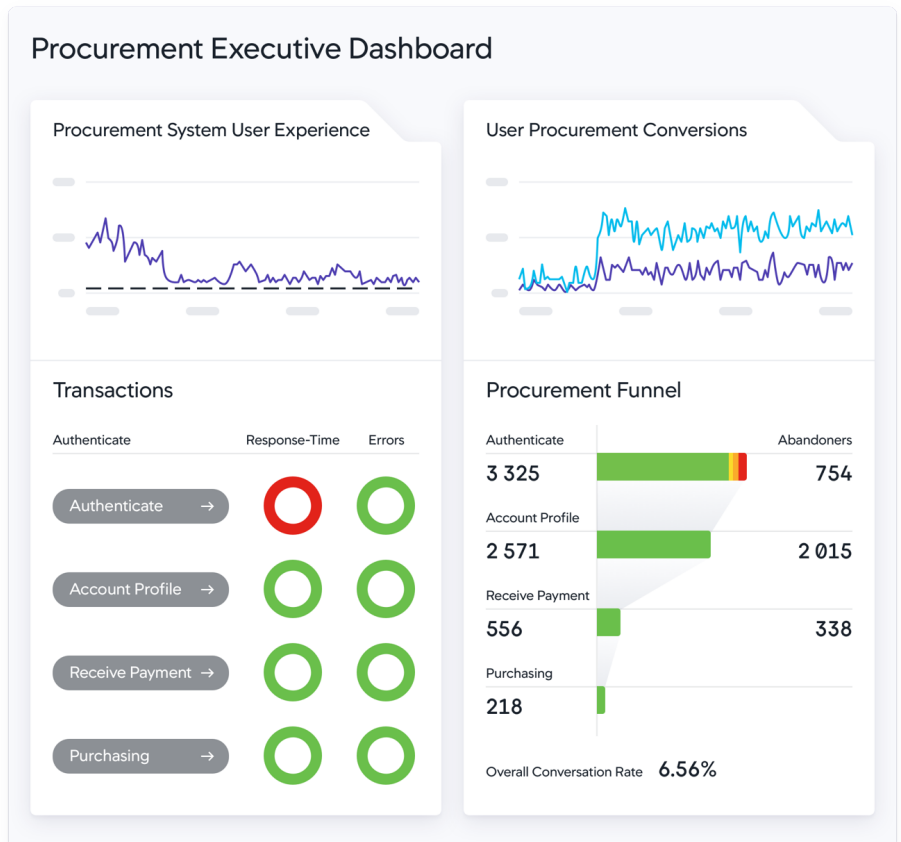 Procurement Executive Dashboard
Procurement System User Experience
User Procurement Conversions
Transactions
Authenticate Response-Time Errors
Authenticate →
Account Profile →
Receive Payment →
Purchasing →
Procurement Funnel
Authenticate Abandoners
3 325 754
Account Profile
2 571 2 015
Receive Payment
556 338
Purchasing
218
Overall Conversation Rate 6.56%